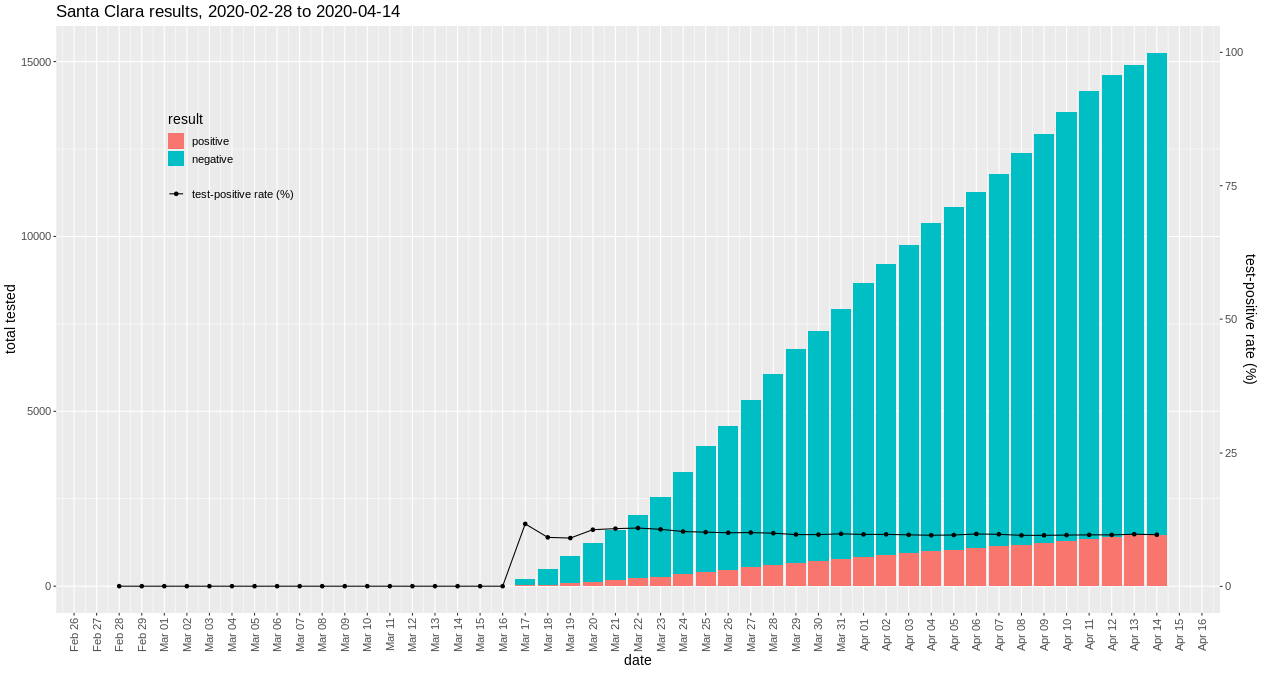 Santa Clara results, 2020-02-28 to 2020-04-14
15000
10000
5000
0
total tested
result
positive
negative
test-positive rate (%)
100
75
50
25
0
test-positive rate (%)
Feb 26
Feb 27
Feb 28
Feb 29
Mar 01
Mar 02
Mar 03
Mar 04
Mar 05
Mar 06
Mar 07
Mar 08
Mar 09
Mar 10
Mar 11
Mar 12
Mar 13
Mar 14
Mar 15
Mar 16
Mar 17
Mar 18
Mar 19
Mar 20
Mar 21
Mar 22
Mar 23
Mar 24
Mar 25
Mar 26
Mar 27
Mar 28
Mar 29
Mar 30
Mar 31
Apr 01
Apr 02
Apr 03
Apr 04
Apr 05
Apr 06
Apr 07
Apr 08
Apr 09
Apr 10
Apr 11
Apr 12
Apr 13
Apr 14
Apr 15
Apr 16
date